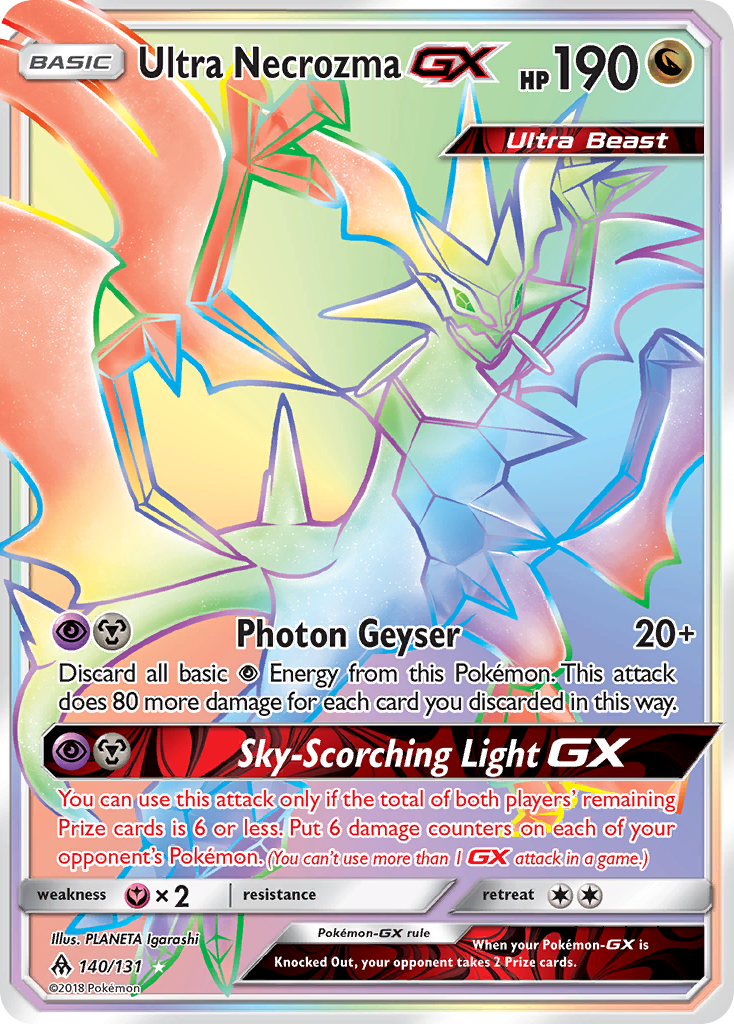 BASIC Ultra Necrozma GX HP 190
Ultra Beast
Photon Geyser 20+
Discard all basic Energy from this Pokémon. This attack
does 80 more damage for each card you discarded in this way.
Sky-Scorching Light GX
You can use this attack only if the total of both players' remaining
Prize cards is 6 or less. Put 6 damage counters on each of your
opponent's Pokémon. (You can't use more than 1 GX attack in a game.)
weakness ×2 resistance retreat
Illus. PLANETA Igarashi
140/131
©2018 Pokémon
Pokémon-GX rule
When your Pokémon-GX is
Knocked Out, your opponent takes 2 Prize cards.